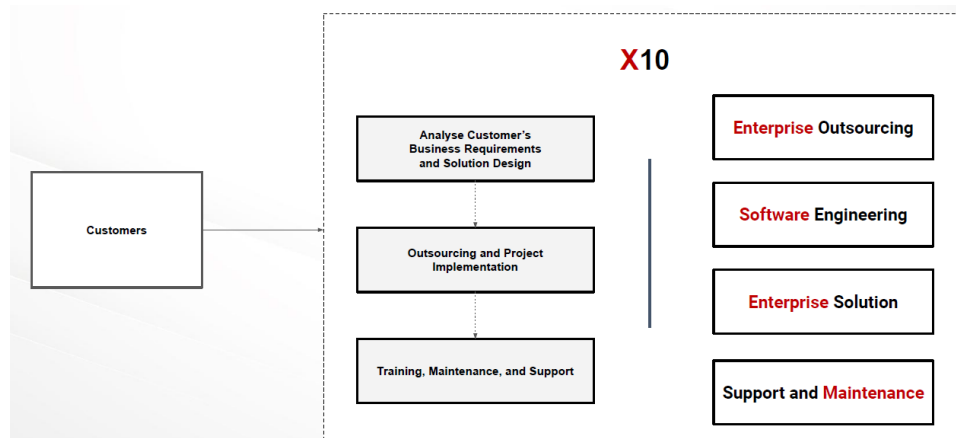 X10
Customers
Analyse Customer's
Business Requirements
and Solution Design
Outsourcing and Project
Implementation
Training, Maintenance, and Support
Enterprise Outsourcing
Software Engineering
Enterprise Solution
Support and Maintenance